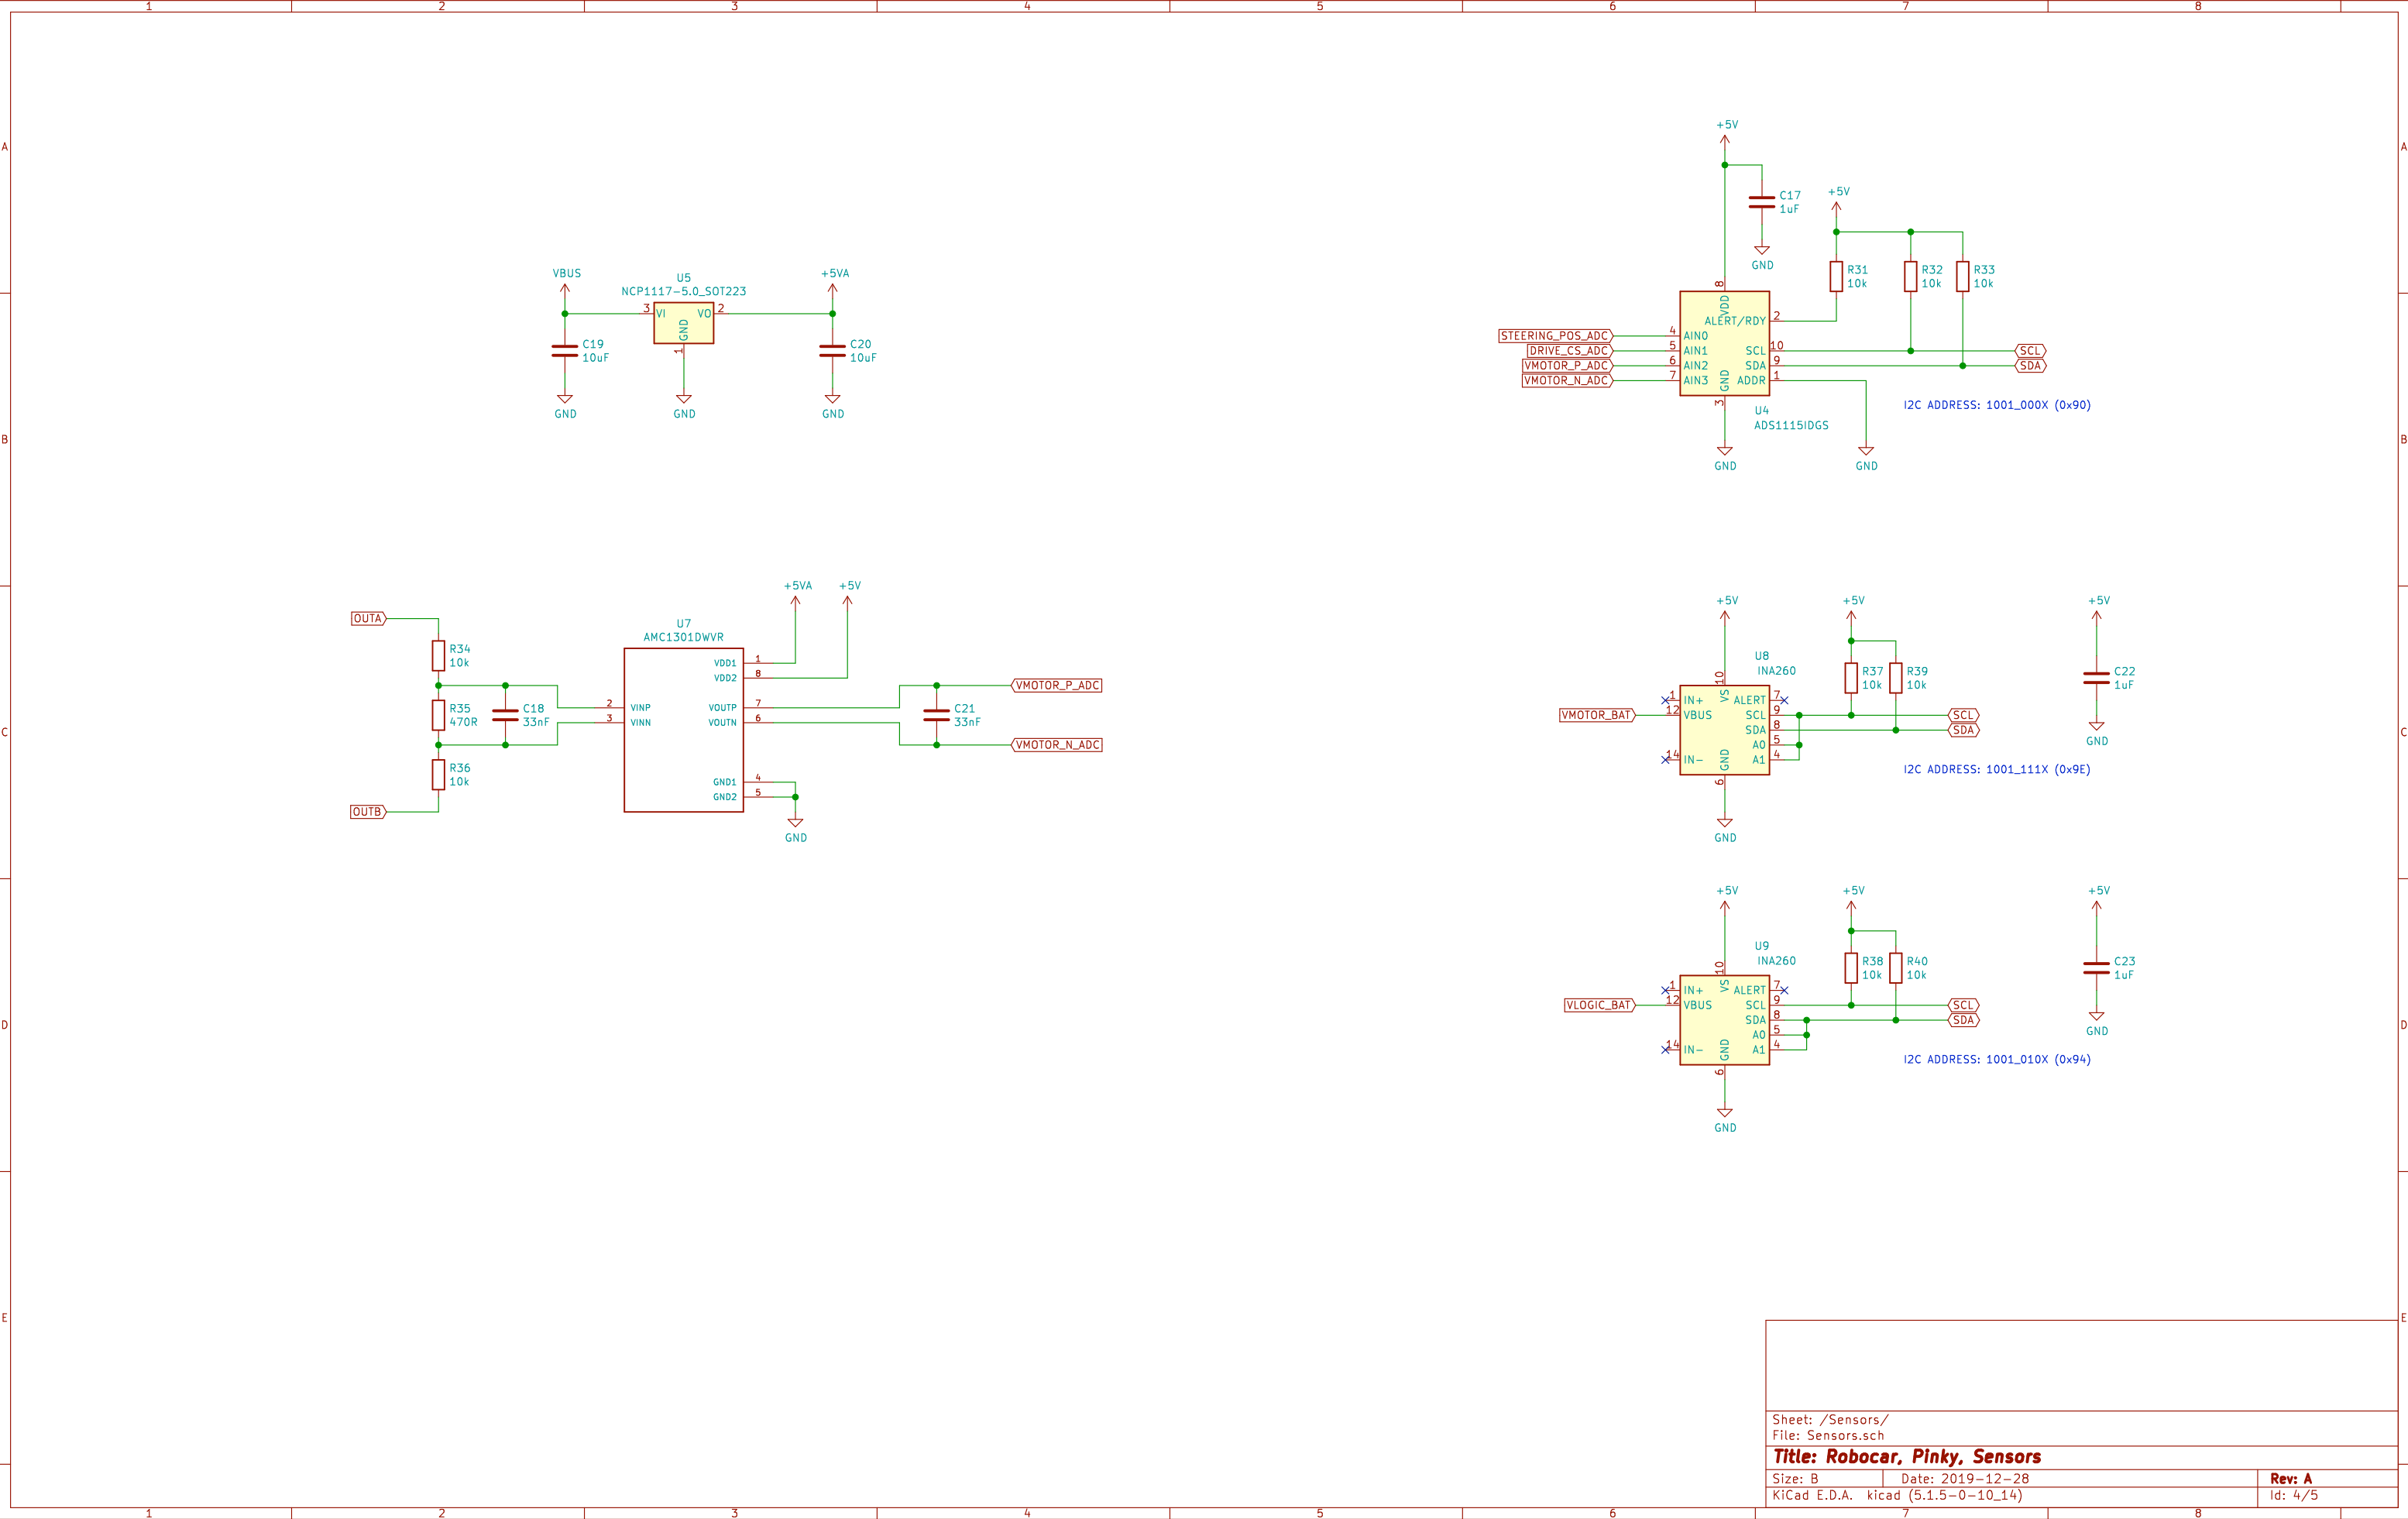 1 2 3 4 5 6 7 8
A
B
C
D
E
A
B
C
D
E
VBUS
+5VA
U5
NCP1117-5.0_SOT223
3 VI VO 2
GND
1
C19
10uF
C20
10uF
GND
GND
GND
+5V
C17
1uF
GND
+5V
R31
10k
R32
10k
R33
10k
8
VDD
ALERT/RDY 2
STEERING_POS_ADC 4 AIN0
DRIVE_CS_ADC 5 AIN1 SCL 10 SCL
VMOTOR_P_ADC 6 AIN2 SDA 9 SDA
VMOTOR_N_ADC 7 AIN3 ADDR 1
GND
3
U4
ADS1115IDGS
I2C ADDRESS: 1001_000X (0x90)
GND
GND
OUTA
R34
10k
R35
470R
R36
10k
OUTB
C18
33nF
+5VA
+5V
U7
AMC1301DWVR
VDD1 1
VDD2 8
2 VINP VOUTP 7
3 VINN VOUTN 6
GND1 4
GND2 5
GND
C21
33nF
VMOTOR_P_ADC
VMOTOR_N_ADC
+5V
+5V
+5V
U8
INA260
R37
10k
R39
10k
C22
1uF
GND
10
VS
1 IN+ ALERT 7
VMOTOR_BAT 12 VBUS SCL 9 SCL
SDA 8 SDA
A0 5
14 IN- A1 4
GND
6
I2C ADDRESS: 1001_111X (0x9E)
GND
+5V
+5V
+5V
U9
INA260
R38
10k
R40
10k
C23
1uF
GND
10
VS
1 IN+ ALERT 7
VLOGIC_BAT 12 VBUS SCL 9 SCL
SDA 8 SDA
A0 5
14 IN- A1 4
GND
6
I2C ADDRESS: 1001_010X (0x94)
GND
Sheet: /Sensors/
File: Sensors.sch
Title: Robocar, Pinky, Sensors
Size: B Date: 2019-12-28 Rev: A
KiCad E.D.A. kicad (5.1.5-0-10_14) Id: 4/5
1 2 3 4 5 6 7 8